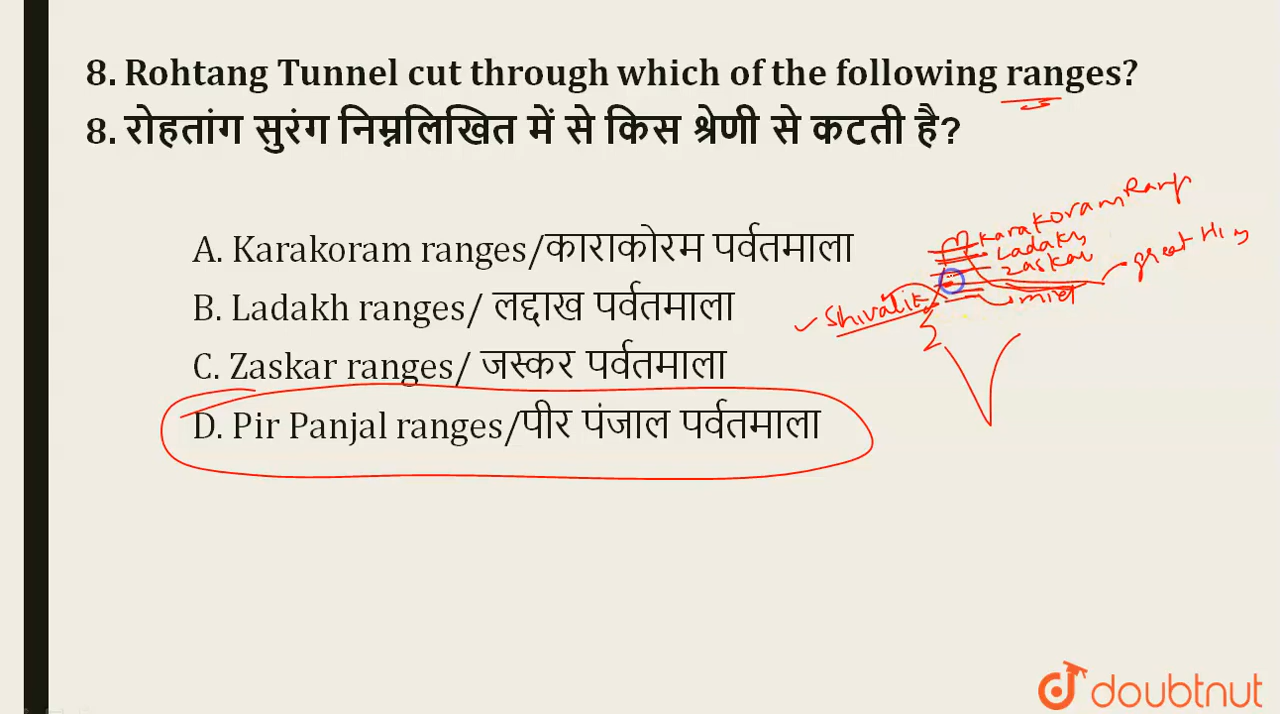 8. Rohtang Tunnel cut through which of the following ranges?
8. रोहतांग सुरंग निम्नलिखित में से किस श्रेणी से कटती है?
A. Karakoram ranges/काराकोरम पर्वतमाला
B. Ladakh ranges/ लद्दाख पर्वतमाला
C. Zaskar ranges/ जस्कर पर्वतमाला
D. Pir Panjal ranges/पीर पंजाल पर्वतमाला
Karakoram
Ladakh
Zaskar
great Him
mid
Shivalik
doubtnut